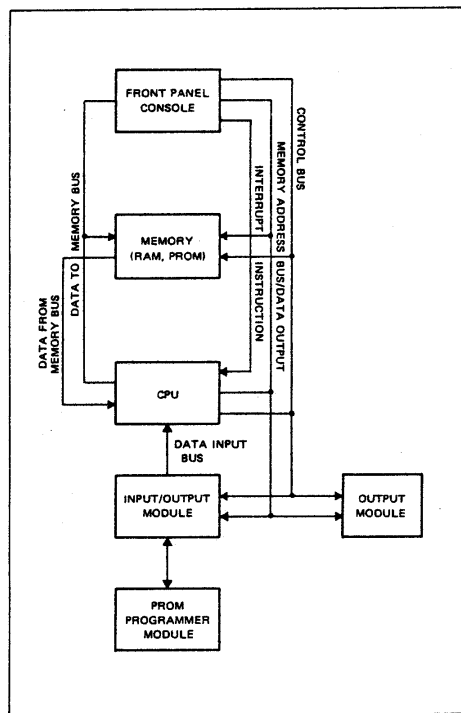 FRONT PANEL
CONSOLE
CONTROL BUS
MEMORY ADDRESS BUS/DATA OUTPUT
INTERRUPT INSTRUCTION
DATA TO MEMORY BUS
DATA FROM
MEMORY BUS
MEMORY
(RAM, PROM)
CPU
DATA INPUT
BUS
INPUT/OUTPUT
MODULE
OUTPUT
MODULE
PROM
PROGRAMMER
MODULE